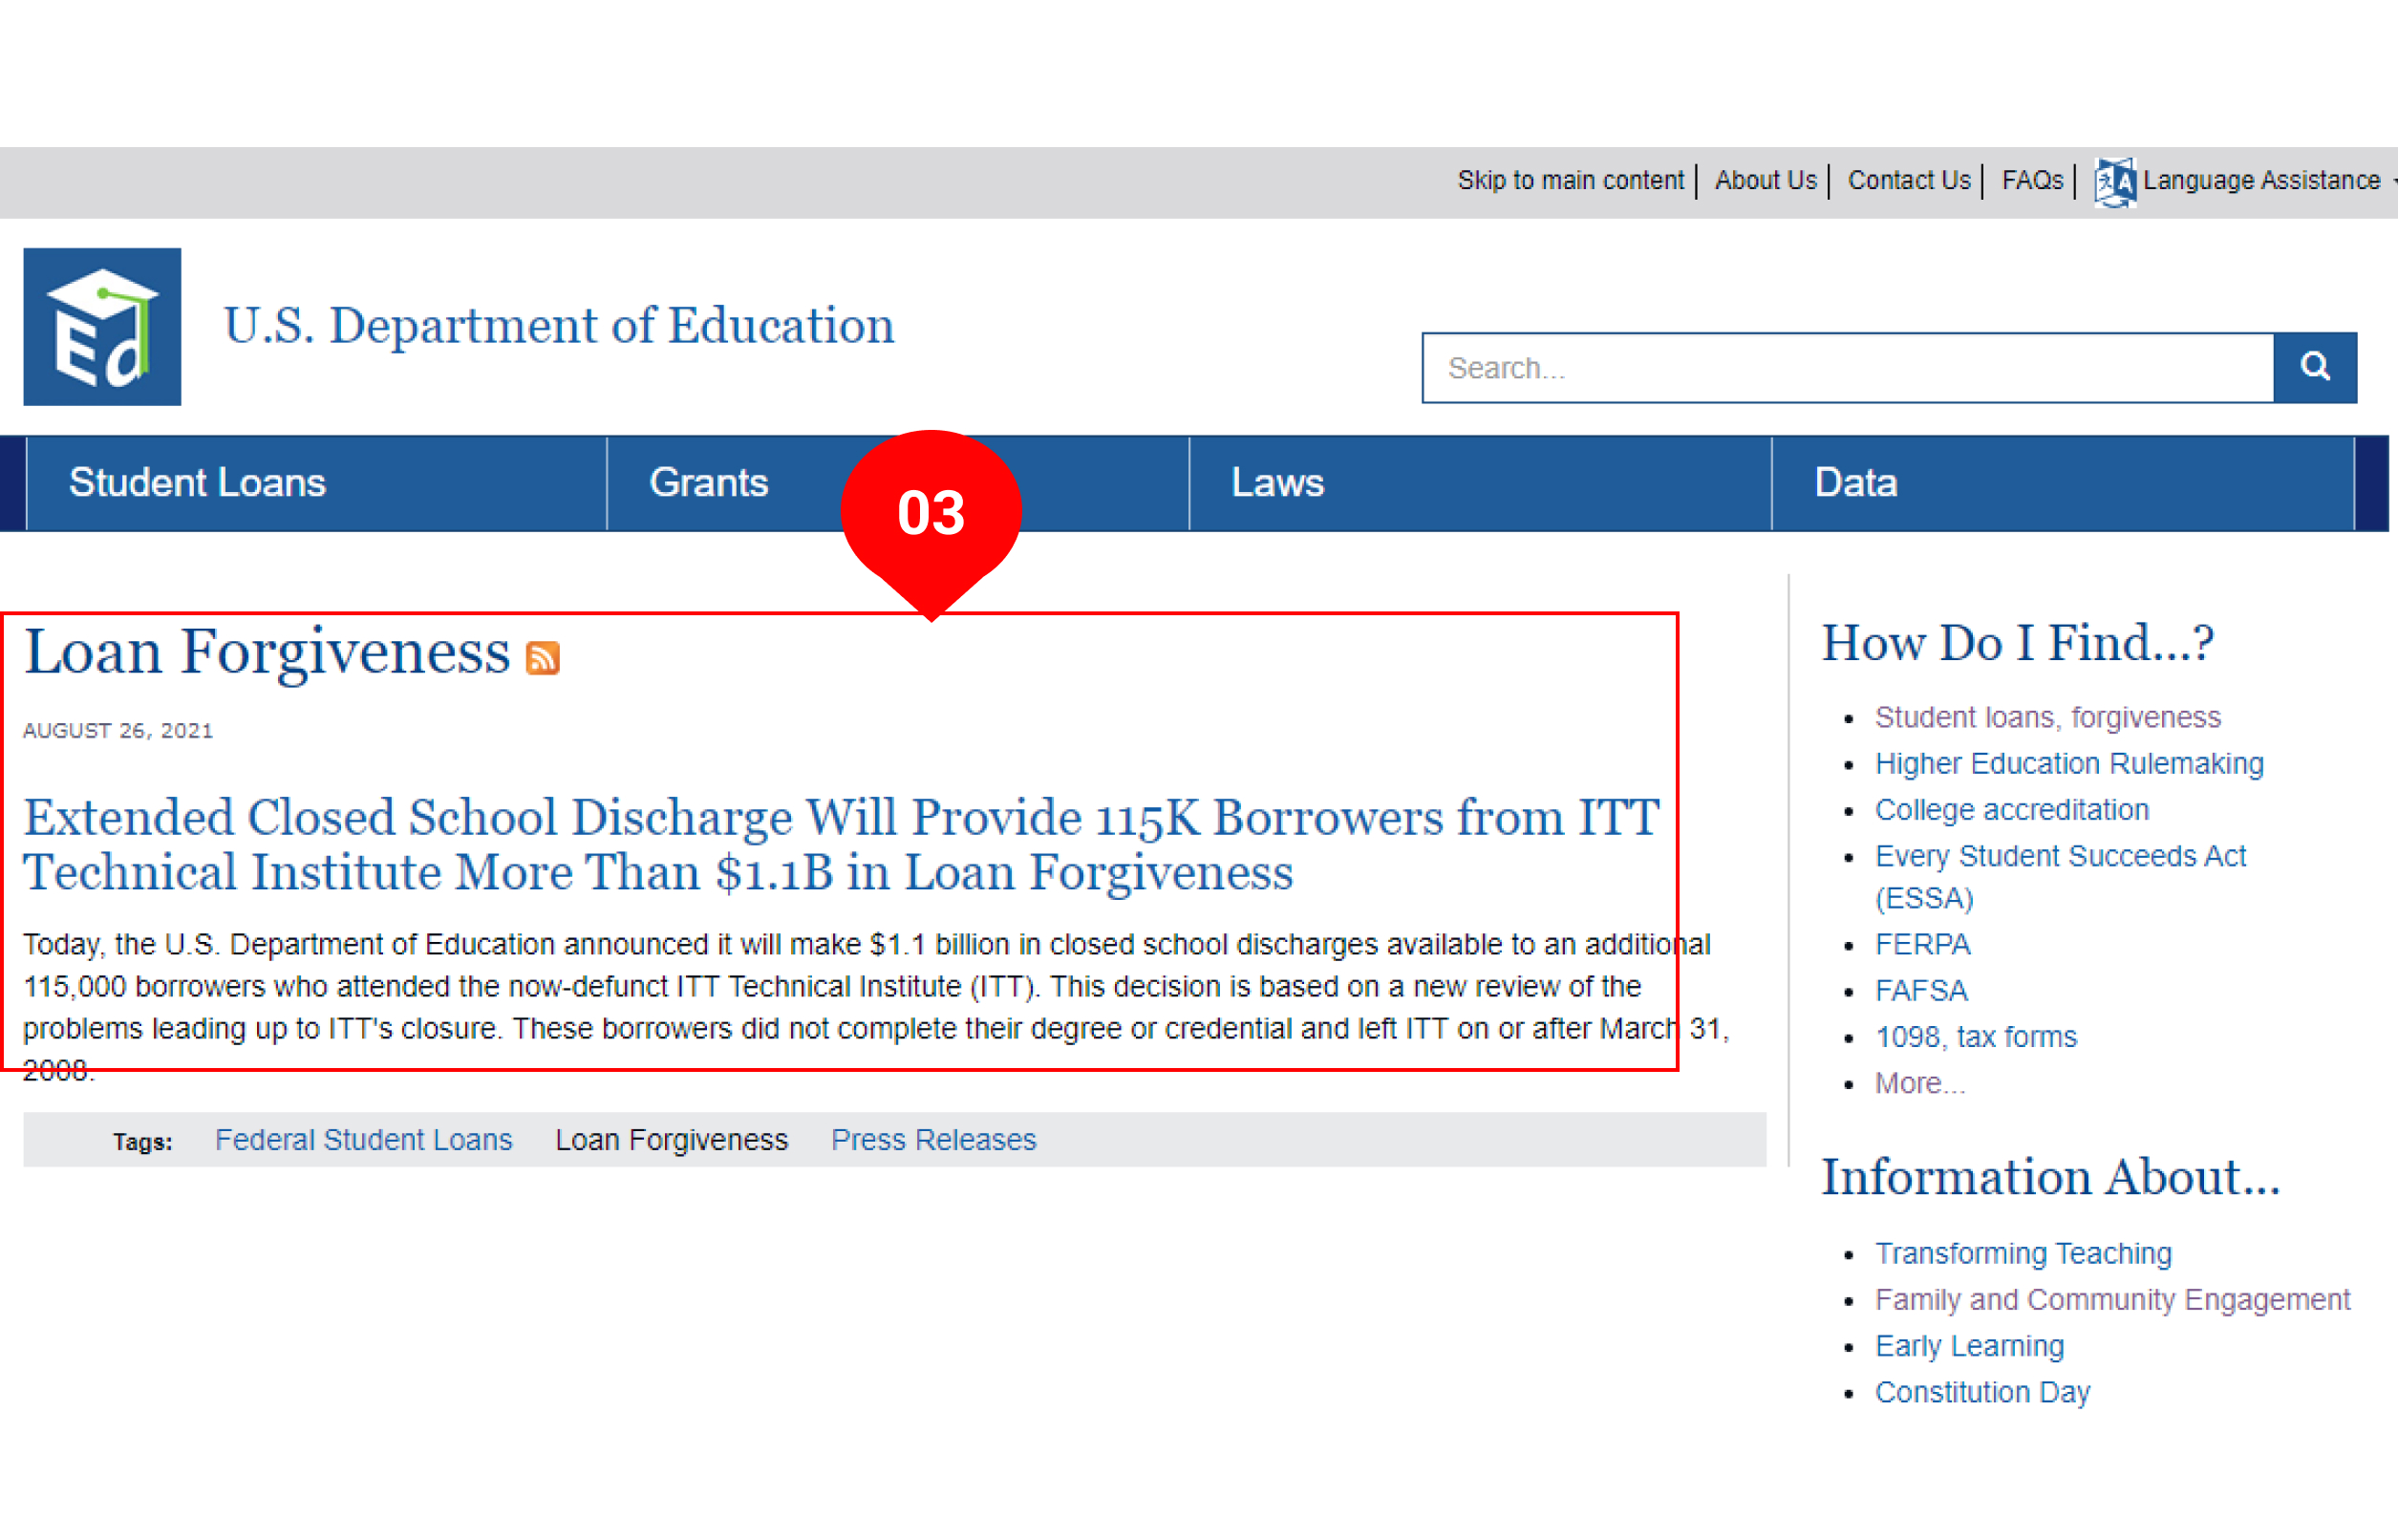 Skip to main content | About Us | Contact Us | FAQs | Language Assistance
Ed
U.S. Department of Education
Search...
Student Loans
Grants
Laws
Data
03
Loan Forgiveness
AUGUST 26, 2021
Extended Closed School Discharge Will Provide 115K Borrowers from ITT
Technical Institute More Than $1.1B in Loan Forgiveness
Today, the U.S. Department of Education announced it will make $1.1 billion in closed school discharges available to an additional
115,000 borrowers who attended the now-defunct ITT Technical Institute (ITT). This decision is based on a new review of the
problems leading up to ITT's closure. These borrowers did not complete their degree or credential and left ITT on or after March 31,
2008.
Tags: Federal Student Loans Loan Forgiveness Press Releases
How Do I Find...?
Student loans, forgiveness
Higher Education Rulemaking
College accreditation
Every Student Succeeds Act
(ESSA)
FERPA
FAFSA
1098, tax forms
More...
Information About...
Transforming Teaching
Family and Community Engagement
Early Learning
Constitution Day